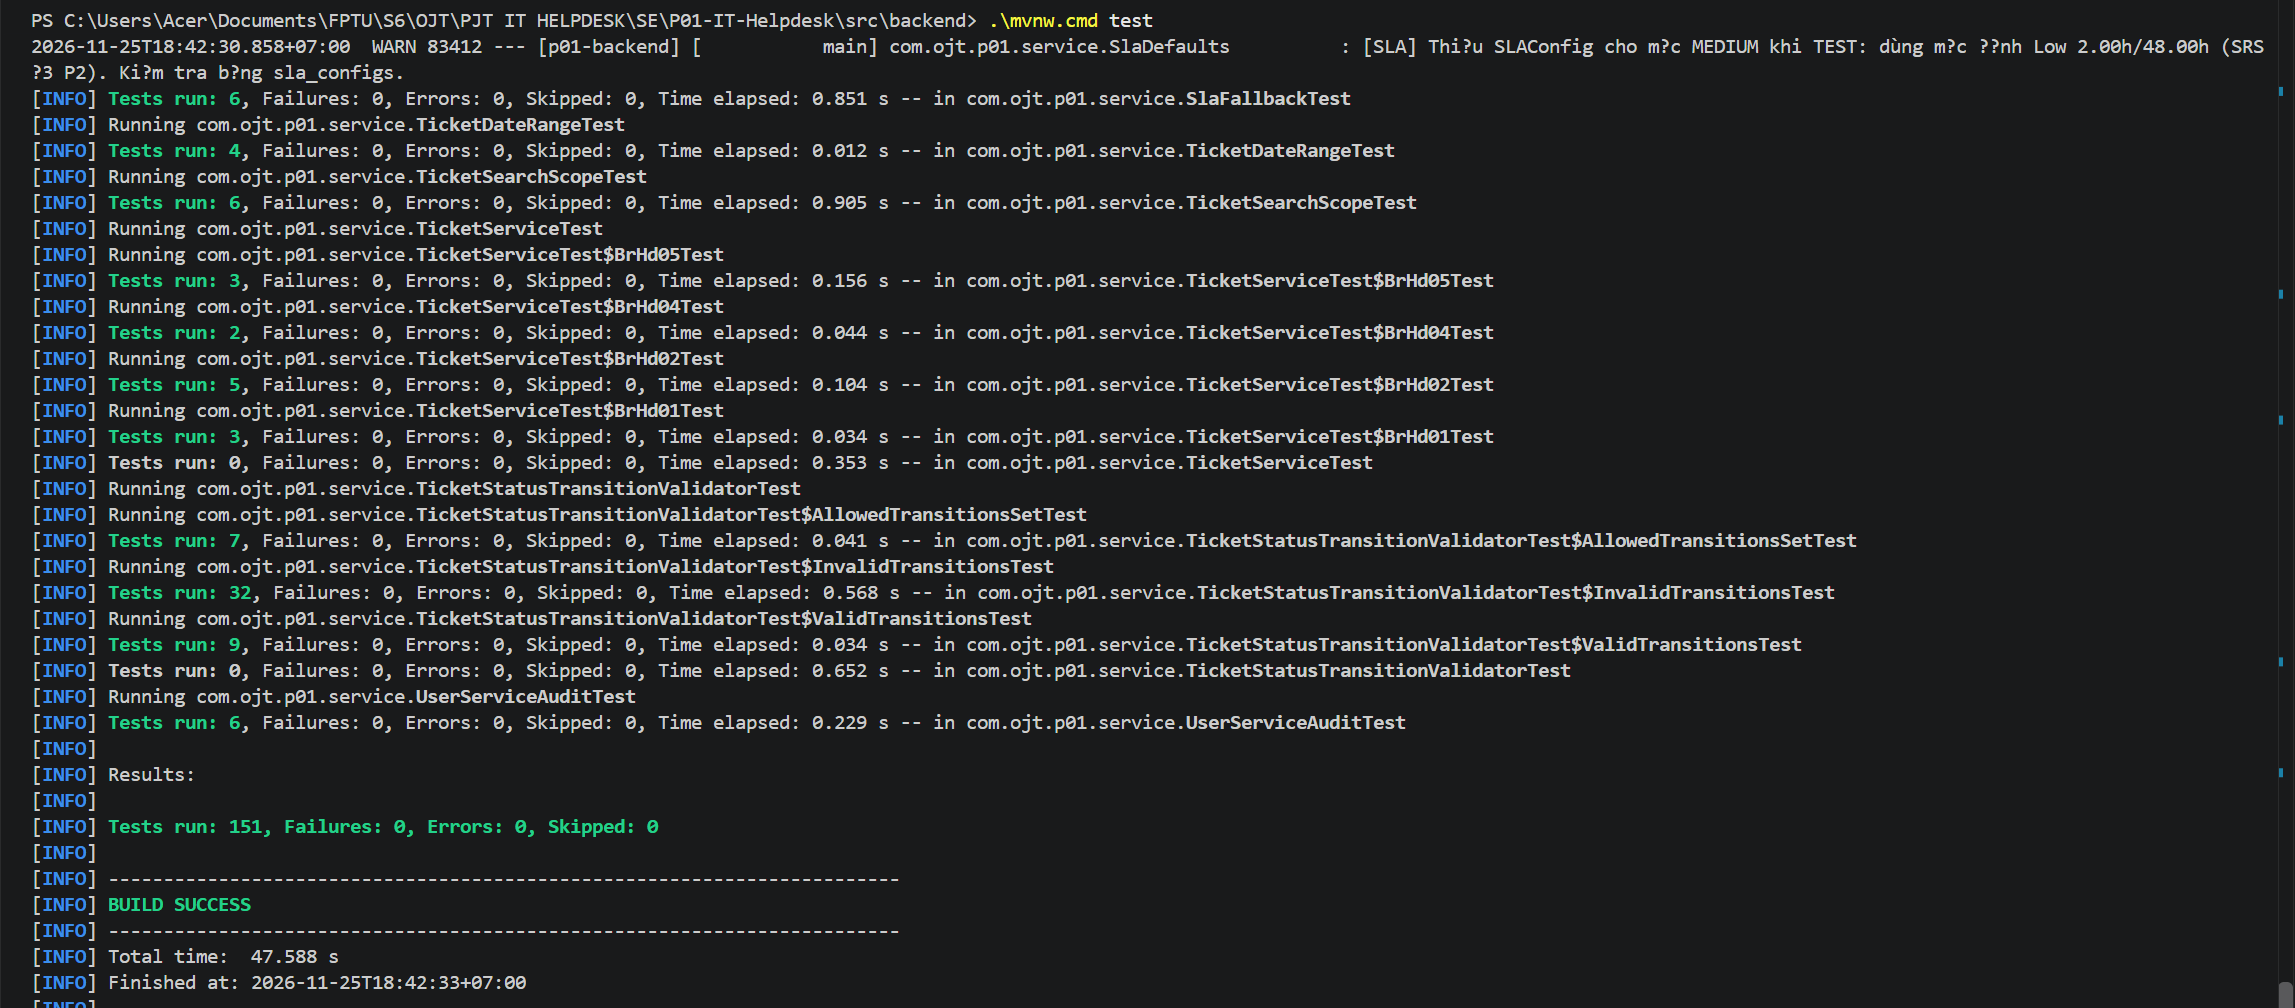 PS C:\Users\Acer\Documents\FPTU\S6\OJT\PJT IT HELPDESK\SE\P01-IT-Helpdesk\src\backend> .\mvnw.cmd test
2026-11-25T18:42:30.858+07:00  WARN 83412 --- [p01-backend] [           main] com.ojt.p01.service.SlaDefaults          : [SLA] Thi?u SLAConfig cho m?c MEDIUM khi TEST: dùng m?c ??nh Low 2.00h/48.00h (SRS
?3 P2). Ki?m tra b?ng sla_configs.
[INFO] Tests run: 6, Failures: 0, Errors: 0, Skipped: 0, Time elapsed: 0.851 s -- in com.ojt.p01.service.SlaFallbackTest
[INFO] Running com.ojt.p01.service.TicketDateRangeTest
[INFO] Tests run: 4, Failures: 0, Errors: 0, Skipped: 0, Time elapsed: 0.012 s -- in com.ojt.p01.service.TicketDateRangeTest
[INFO] Running com.ojt.p01.service.TicketSearchScopeTest
[INFO] Tests run: 6, Failures: 0, Errors: 0, Skipped: 0, Time elapsed: 0.905 s -- in com.ojt.p01.service.TicketSearchScopeTest
[INFO] Running com.ojt.p01.service.TicketServiceTest
[INFO] Running com.ojt.p01.service.TicketServiceTest$BrHd05Test
[INFO] Tests run: 3, Failures: 0, Errors: 0, Skipped: 0, Time elapsed: 0.156 s -- in com.ojt.p01.service.TicketServiceTest$BrHd05Test
[INFO] Running com.ojt.p01.service.TicketServiceTest$BrHd04Test
[INFO] Tests run: 2, Failures: 0, Errors: 0, Skipped: 0, Time elapsed: 0.044 s -- in com.ojt.p01.service.TicketServiceTest$BrHd04Test
[INFO] Running com.ojt.p01.service.TicketServiceTest$BrHd02Test
[INFO] Tests run: 5, Failures: 0, Errors: 0, Skipped: 0, Time elapsed: 0.104 s -- in com.ojt.p01.service.TicketServiceTest$BrHd02Test
[INFO] Running com.ojt.p01.service.TicketServiceTest$BrHd01Test
[INFO] Tests run: 3, Failures: 0, Errors: 0, Skipped: 0, Time elapsed: 0.034 s -- in com.ojt.p01.service.TicketServiceTest$BrHd01Test
[INFO] Tests run: 0, Failures: 0, Errors: 0, Skipped: 0, Time elapsed: 0.353 s -- in com.ojt.p01.service.TicketServiceTest
[INFO] Running com.ojt.p01.service.TicketStatusTransitionValidatorTest
[INFO] Running com.ojt.p01.service.TicketStatusTransitionValidatorTest$AllowedTransitionsSetTest
[INFO] Tests run: 7, Failures: 0, Errors: 0, Skipped: 0, Time elapsed: 0.041 s -- in com.ojt.p01.service.TicketStatusTransitionValidatorTest$AllowedTransitionsSetTest
[INFO] Running com.ojt.p01.service.TicketStatusTransitionValidatorTest$InvalidTransitionsTest
[INFO] Tests run: 32, Failures: 0, Errors: 0, Skipped: 0, Time elapsed: 0.568 s -- in com.ojt.p01.service.TicketStatusTransitionValidatorTest$InvalidTransitionsTest
[INFO] Running com.ojt.p01.service.TicketStatusTransitionValidatorTest$ValidTransitionsTest
[INFO] Tests run: 9, Failures: 0, Errors: 0, Skipped: 0, Time elapsed: 0.034 s -- in com.ojt.p01.service.TicketStatusTransitionValidatorTest$ValidTransitionsTest
[INFO] Tests run: 0, Failures: 0, Errors: 0, Skipped: 0, Time elapsed: 0.652 s -- in com.ojt.p01.service.TicketStatusTransitionValidatorTest
[INFO] Running com.ojt.p01.service.UserServiceAuditTest
[INFO] Tests run: 6, Failures: 0, Errors: 0, Skipped: 0, Time elapsed: 0.229 s -- in com.ojt.p01.service.UserServiceAuditTest
[INFO]
[INFO] Results:
[INFO]
[INFO] Tests run: 151, Failures: 0, Errors: 0, Skipped: 0
[INFO]
[INFO] ------------------------------------------------------------------------
[INFO] BUILD SUCCESS
[INFO] ------------------------------------------------------------------------
[INFO] Total time:  47.588 s
[INFO] Finished at: 2026-11-25T18:42:33+07:00
[INFO]